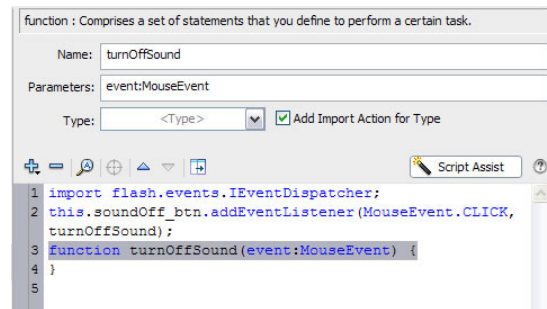 function : Comprises a set of statements that you define to perform a certain task.
Name: turnOffSound
Parameters: event:MouseEvent
Type: <Type> Add Import Action for Type
Script Assist
1 import flash.events.IEventDispatcher;
2 this.soundOff_btn.addEventListener(MouseEvent.CLICK,
turnOffSound);
3 function turnOffSound(event:MouseEvent) {
4 }
5